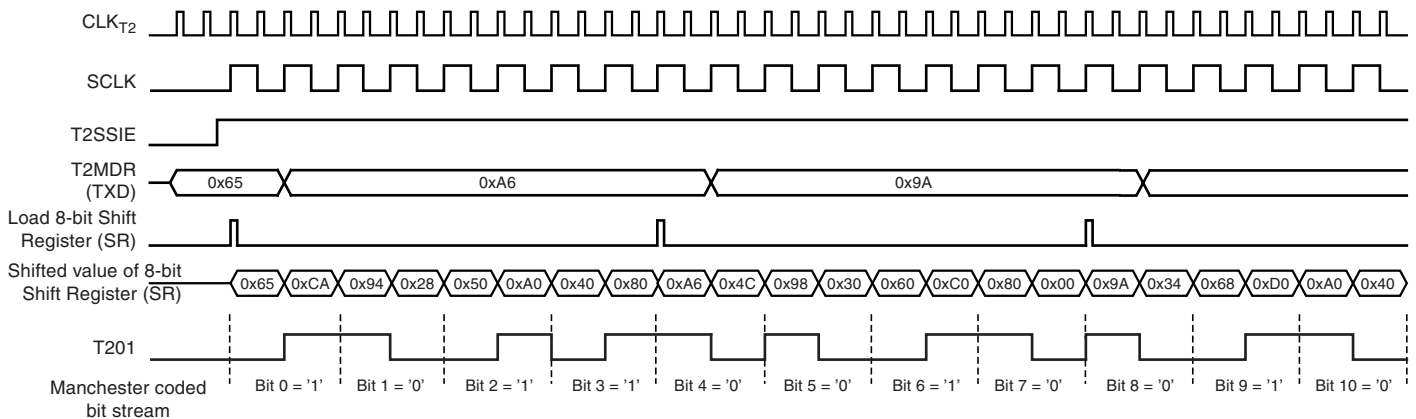 CLKT2
SCLK
T2SSIE
T2MDR
(TXD)
0x65 0xA6 0x9A
Load 8-bit Shift
Register (SR)
Shifted value of 8-bit
Shift Register (SR)
0x65 0xCA 0x94 0x28 0x50 0xA0 0x40 0x80 0xA6 0x4C 0x98 0x30 0x60 0xC0 0x80 0x00 0x9A 0x34 0x68 0xD0 0xA0 0x40
T201
Manchester coded
bit stream
Bit 0 = '1' Bit 1 = '0' Bit 2 = '1' Bit 3 = '1' Bit 4 = '0' Bit 5 = '0' Bit 6 = '1' Bit 7 = '0' Bit 8 = '0' Bit 9 = '1' Bit 10 = '0'